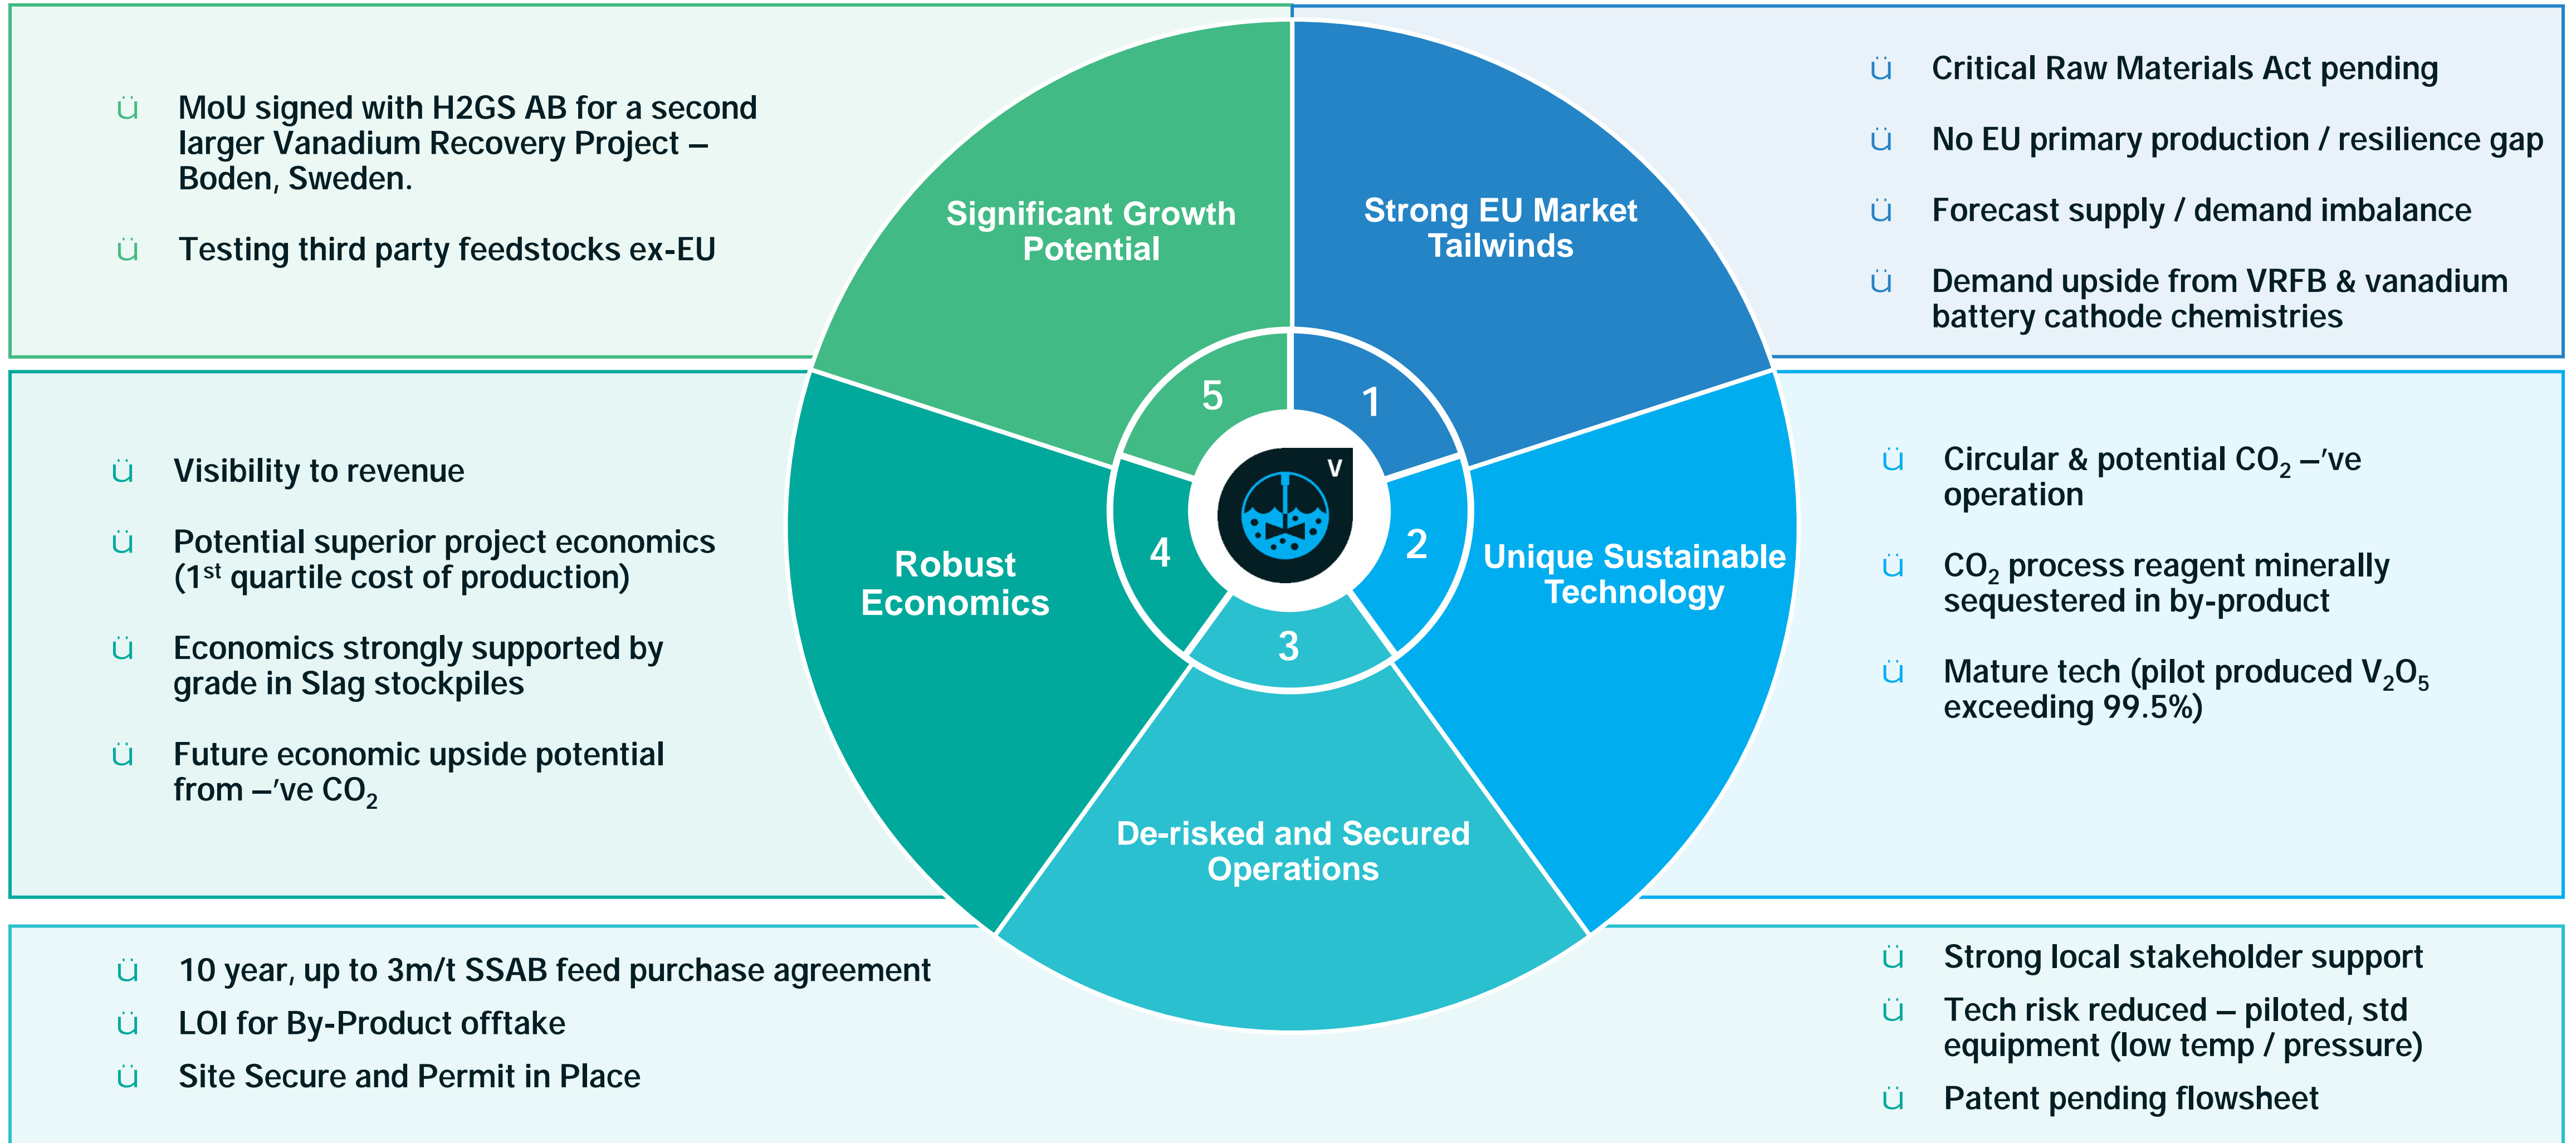 ü MoU signed with H2GS AB for a second
larger Vanadium Recovery Project –
Boden, Sweden.
ü Testing third party feedstocks ex-EU
Significant Growth
Potential
5
Strong EU Market
Tailwinds
1
ü Critical Raw Materials Act pending
ü No EU primary production / resilience gap
ü Forecast supply / demand imbalance
ü Demand upside from VRFB & vanadium
battery cathode chemistries
ü Visibility to revenue
ü Potential superior project economics
(1st quartile cost of production)
ü Economics strongly supported by
grade in Slag stockpiles
ü Future economic upside potential
from –’ve CO₂
Robust
Economics
4
V
2
Unique Sustainable
Technology
ü Circular & potential CO₂ –’ve
operation
ü CO₂ process reagent minerally
sequestered in by-product
ü Mature tech (pilot produced V₂O₅
exceeding 99.5%)
3
De-risked and Secured
Operations
ü 10 year, up to 3m/t SSAB feed purchase agreement
ü LOI for By-Product offtake
ü Site Secure and Permit in Place
ü Strong local stakeholder support
ü Tech risk reduced – piloted, std
equipment (low temp / pressure)
ü Patent pending flowsheet